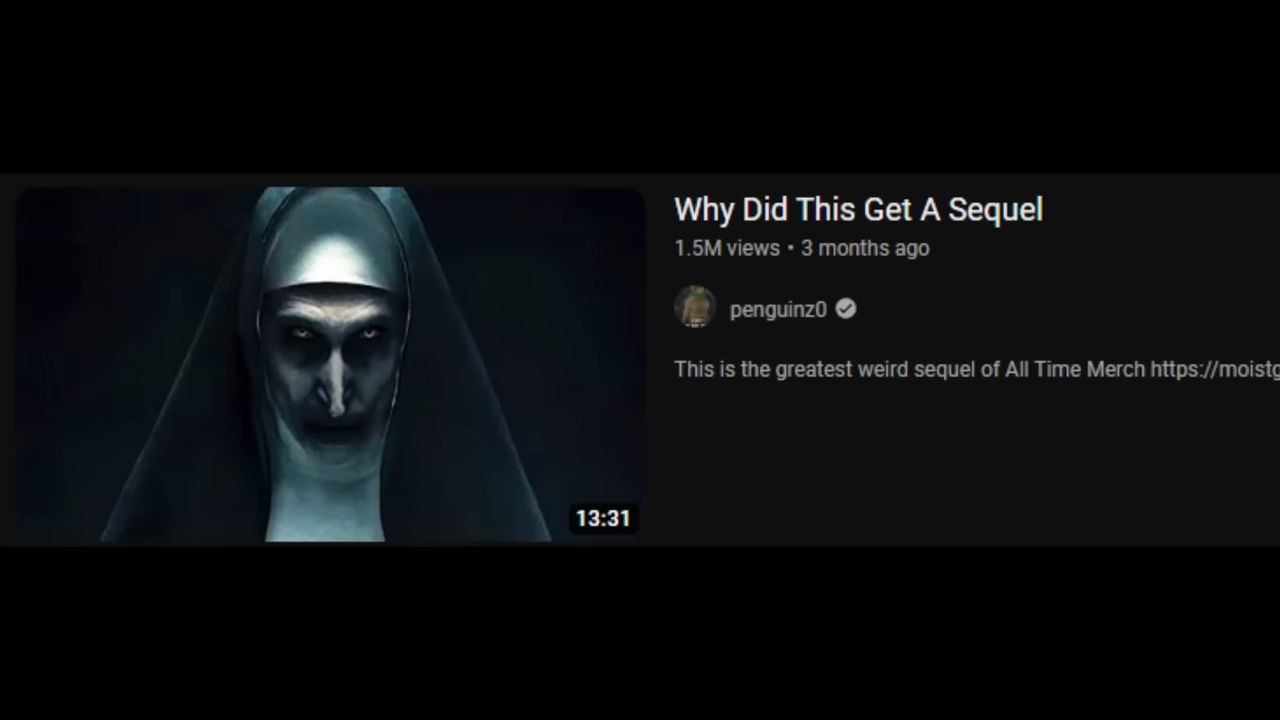 Why Did This Get A Sequel
1.5M views • 3 months ago
penguinz0
This is the greatest weird sequel of All Time Merch https://moistg
13:31